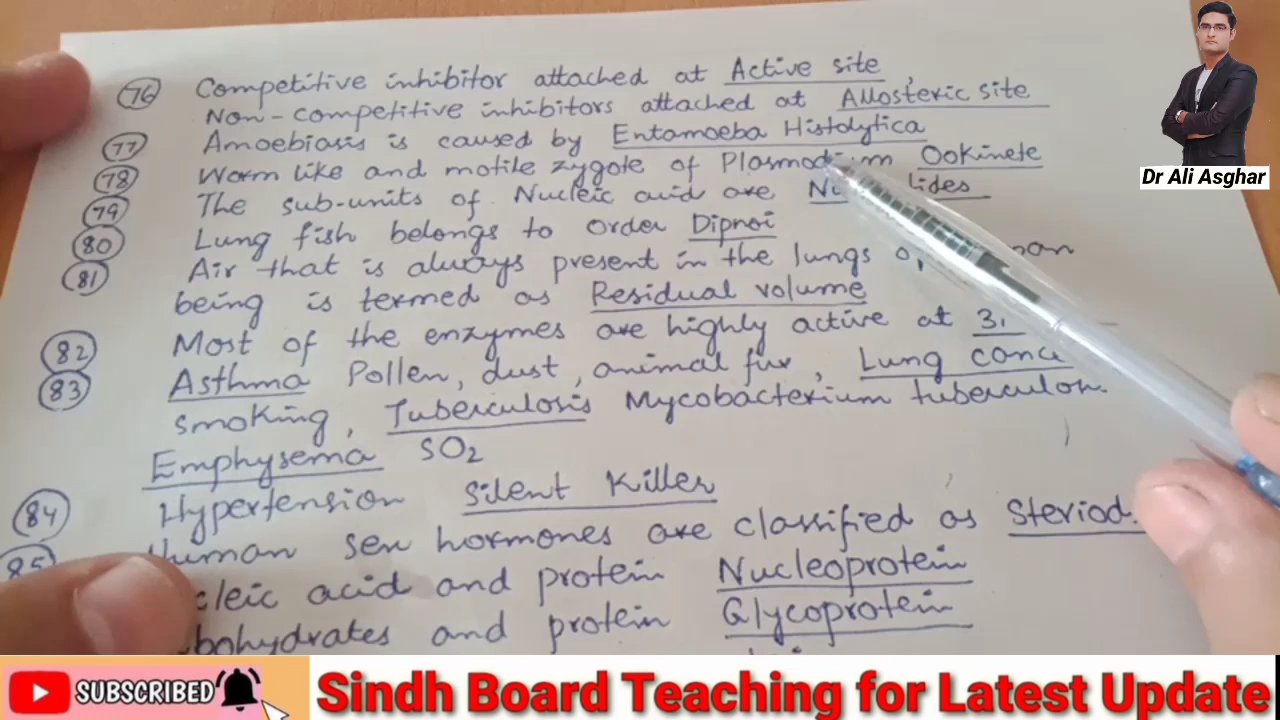 76 Competitive inhibitor attached at Active site,
Non-competitive inhibitors attached at Allosteric site
77 Amoebiasis is caused by Entamoeba Histolytica
78 Worm like and motile zygote of Plasmodium Ookinete
79 The sub-units of Nucleic acid are
80 Lung fish belongs to order Dipnoi
81 Air that is always present in the lungs
being is termed as Residual volume
82 Most of the enzymes are highly active at
83 Asthma Pollen, dust, animal fur, Lung
smoking, Tuberculosis Mycobacterium
Emphysema SO2
84 Hypertension Silent Killer
85 Human sex hormones are classified as Steriod
acid and protein Nucleoprotein
and protein Glycoprotein
Dr Ali Asghar
SUBSCRIBED
Sindh Board Teaching for Latest Update